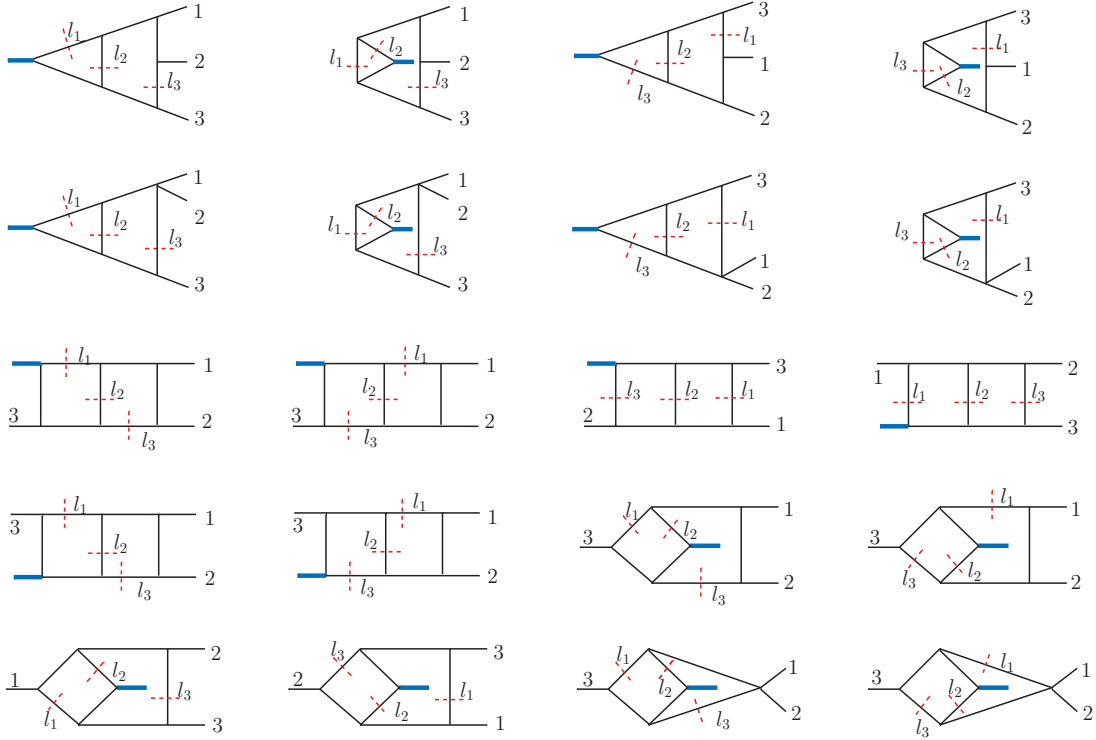 l₁ l₂ l₃ 1 2 3
l₁ l₂ l₃ 1 2 3
l₃ l₂ l₁ 3 1 2
l₃ l₂ l₁ 3 1 2
l₁ l₂ l₃ 1 2 3
l₁ l₂ l₃ 1 2 3
l₃ l₂ l₁ 3 1 2
l₃ l₂ l₁ 3 1 2
3 l₁ l₂ l₃ 1 2
3 l₁ l₂ l₃ 1 2
2 l₃ l₂ l₁ 3 1
1 l₁ l₂ l₃ 2 3
3 l₁ l₂ l₃ 1 2
3 l₁ l₂ l₃ 1 2
3 l₁ l₂ l₃ 1 2
3 l₁ l₃ l₂ 1 2
1 l₁ l₂ l₃ 2 3
2 l₃ l₂ l₁ 3 1
3 l₁ l₂ l₃ 1 2
3 l₁ l₂ l₃ 1 2